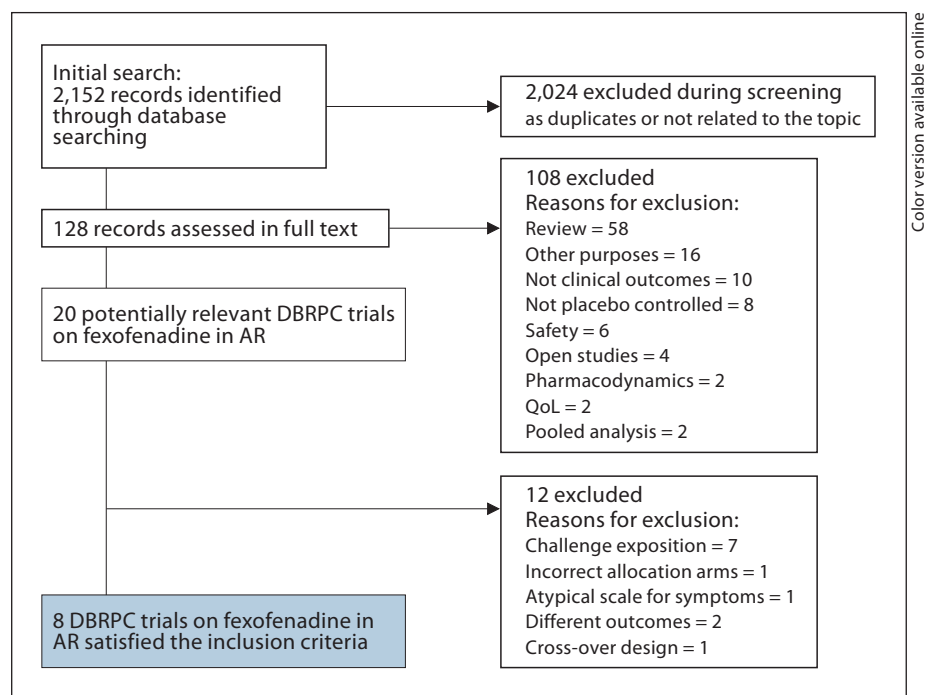 Initial search:
2,152 records identified
through database
searching
2,024 excluded during screening
as duplicates or not related to the topic
128 records assessed in full text
108 excluded
Reasons for exclusion:
Review = 58
Other purposes = 16
Not clinical outcomes = 10
Not placebo controlled = 8
Safety = 6
Open studies = 4
Pharmacodynamics = 2
QoL = 2
Pooled analysis = 2
20 potentially relevant DBRPC trials
on fexofenadine in AR
12 excluded
Reasons for exclusion:
Challenge exposition = 7
Incorrect allocation arms = 1
Atypical scale for symptoms = 1
Different outcomes = 2
Cross-over design = 1
8 DBRPC trials on fexofenadine in
AR satisfied the inclusion criteria
Color version available online